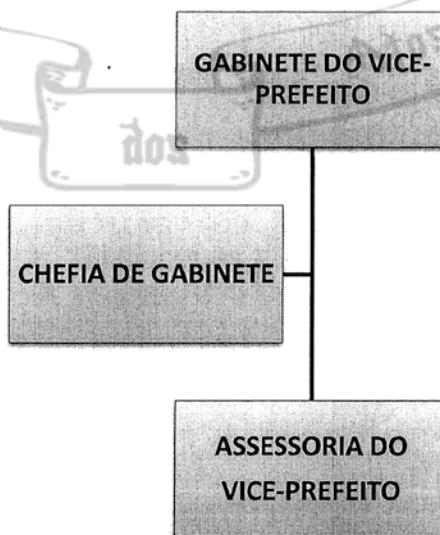 GABINETE DO VICE-
PREFEITO
CHEFIA DE GABINETE
ASSESSORIA DO
VICE-PREFEITO